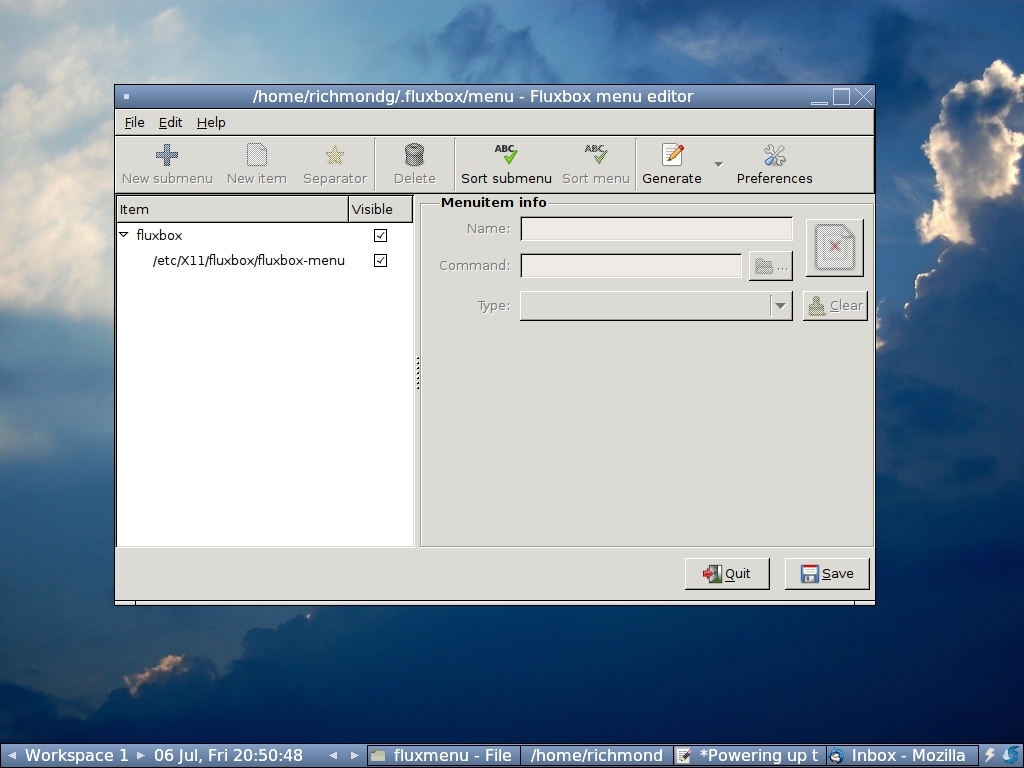 /home/richmondg/.fluxbox/menu - Fluxbox menu editor
File Edit Help
ABC ABC
New submenu New item Separator Delete Sort submenu Sort menu Generate Preferences
Item Visible
fluxbox
/etc/X11/fluxbox/fluxbox-menu
Menuitem info
Name:
Command: ...
Type: Clear
Quit Save
Workspace 1 06 Jul, Fri 20:50:48 fluxmenu - File /home/richmond *Powering up t Inbox - Mozilla